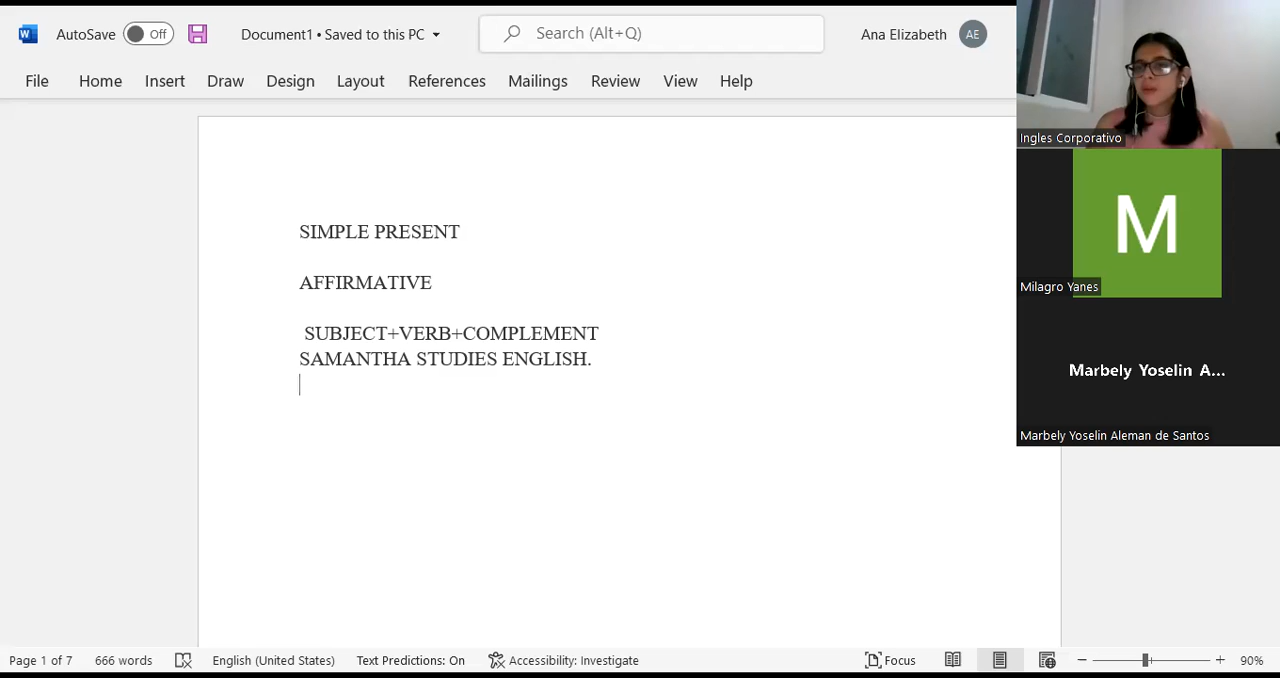 W AutoSave Off Document1 • Saved to this PC Search (Alt+Q) Ana Elizabeth AE
File Home Insert Draw Design Layout References Mailings Review View Help
Ingles Corporativo
M
Milagro Yanes
Marbely Yoselin A...
Marbely Yoselin Aleman de Santos
SIMPLE PRESENT
AFFIRMATIVE
SUBJECT+VERB+COMPLEMENT
SAMANTHA STUDIES ENGLISH.
Page 1 of 7 666 words English (United States) Text Predictions: On Accessibility: Investigate Focus 90%